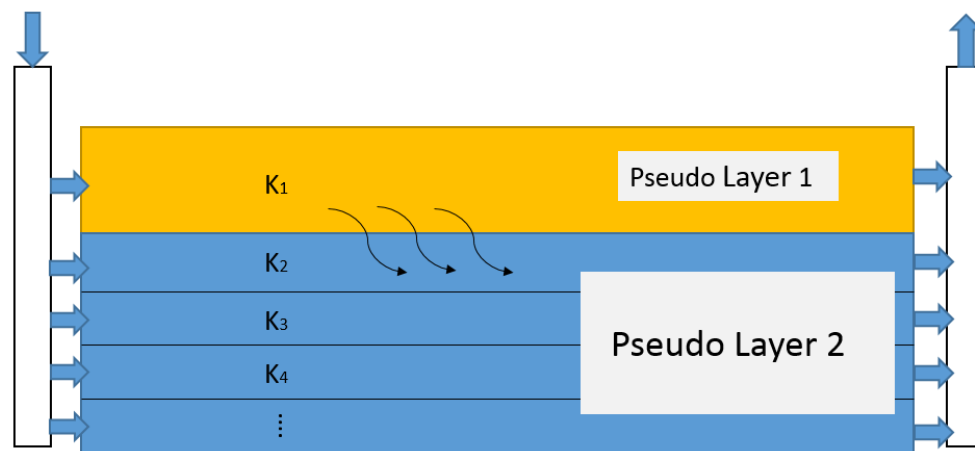 K₁
Pseudo Layer 1
K₂
K₃
Pseudo Layer 2
K₄
⋮